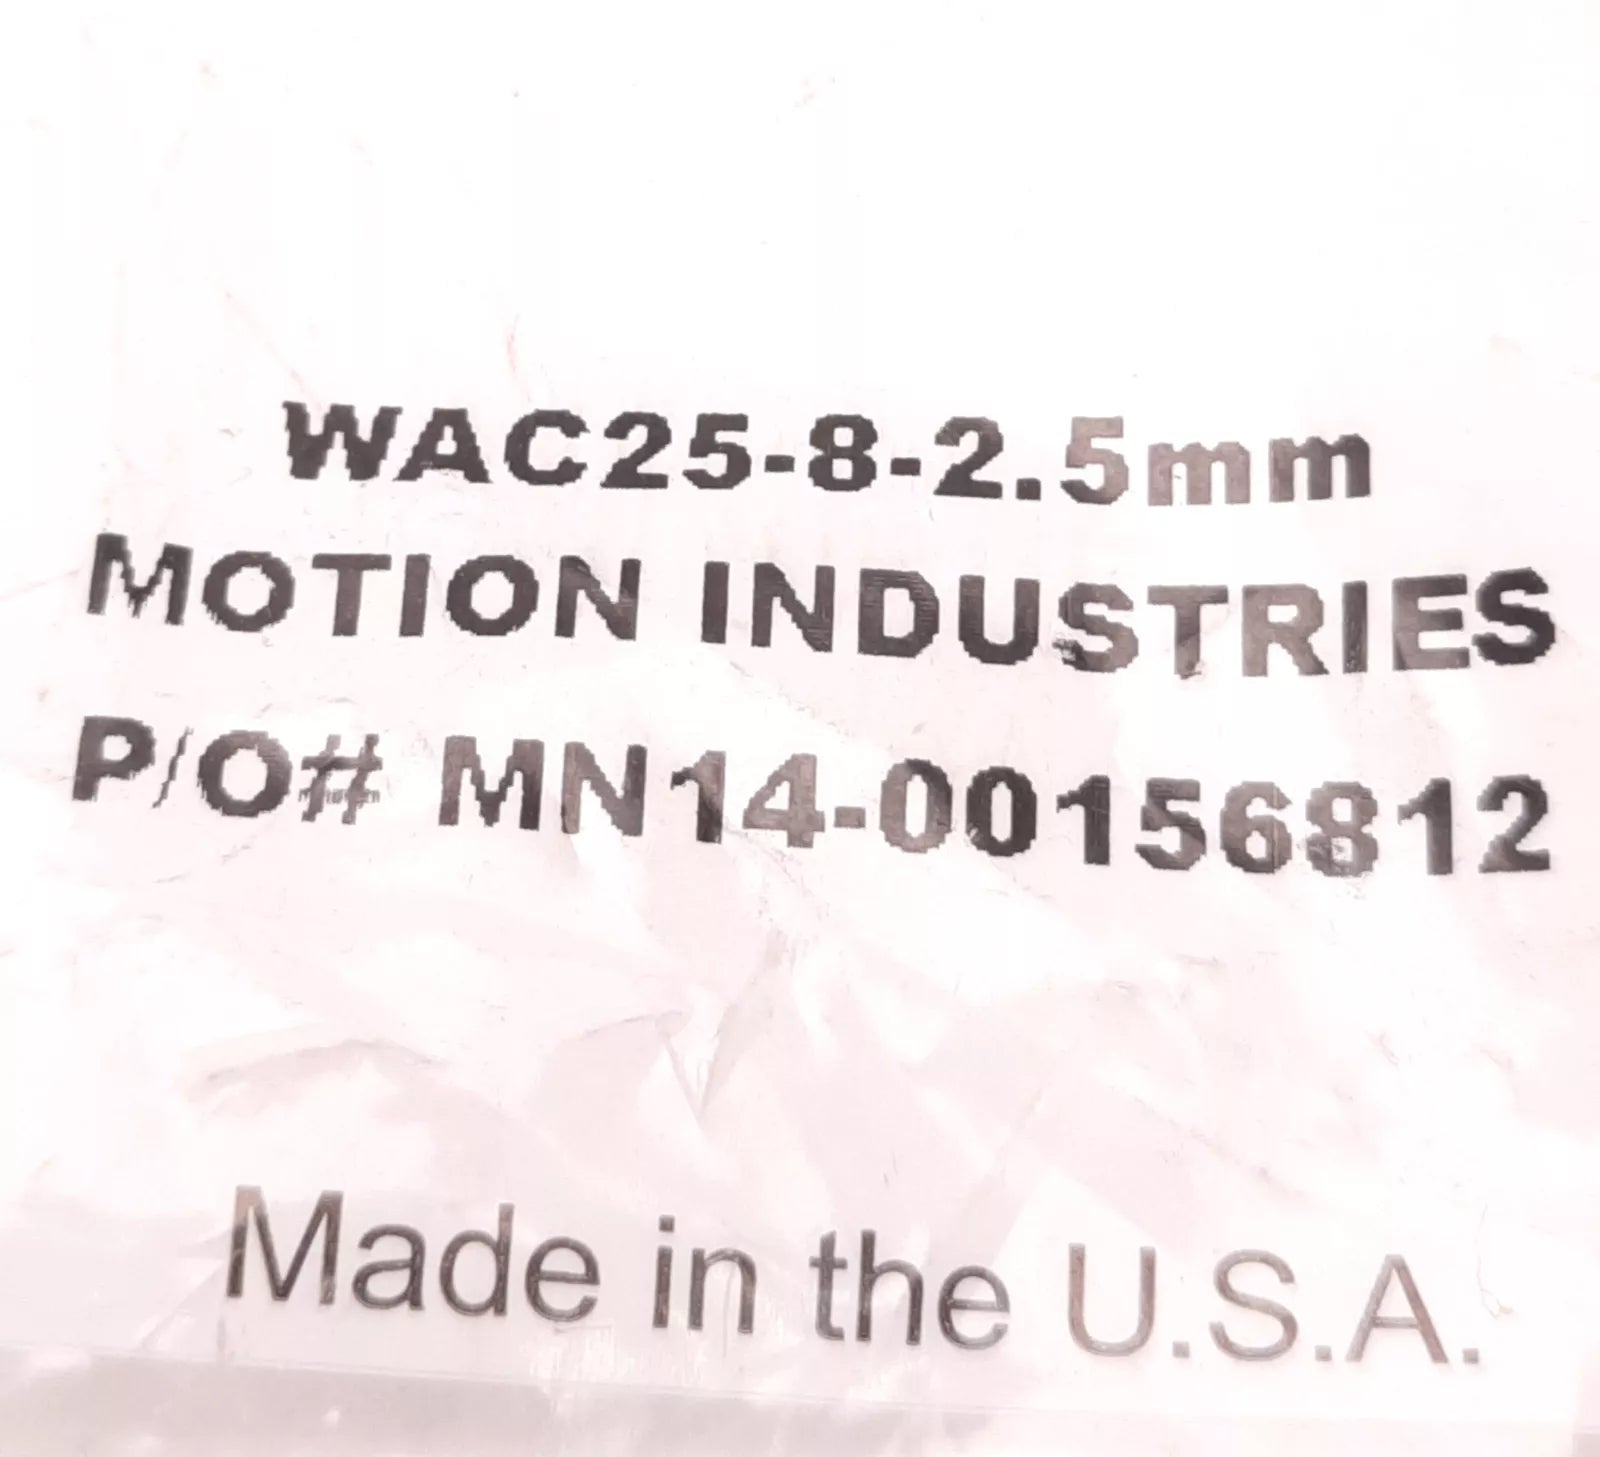 WAC25-8-2.5mm
MOTION INDUSTRIES
P/O# MN14-00156812
Made in the U.S.A.